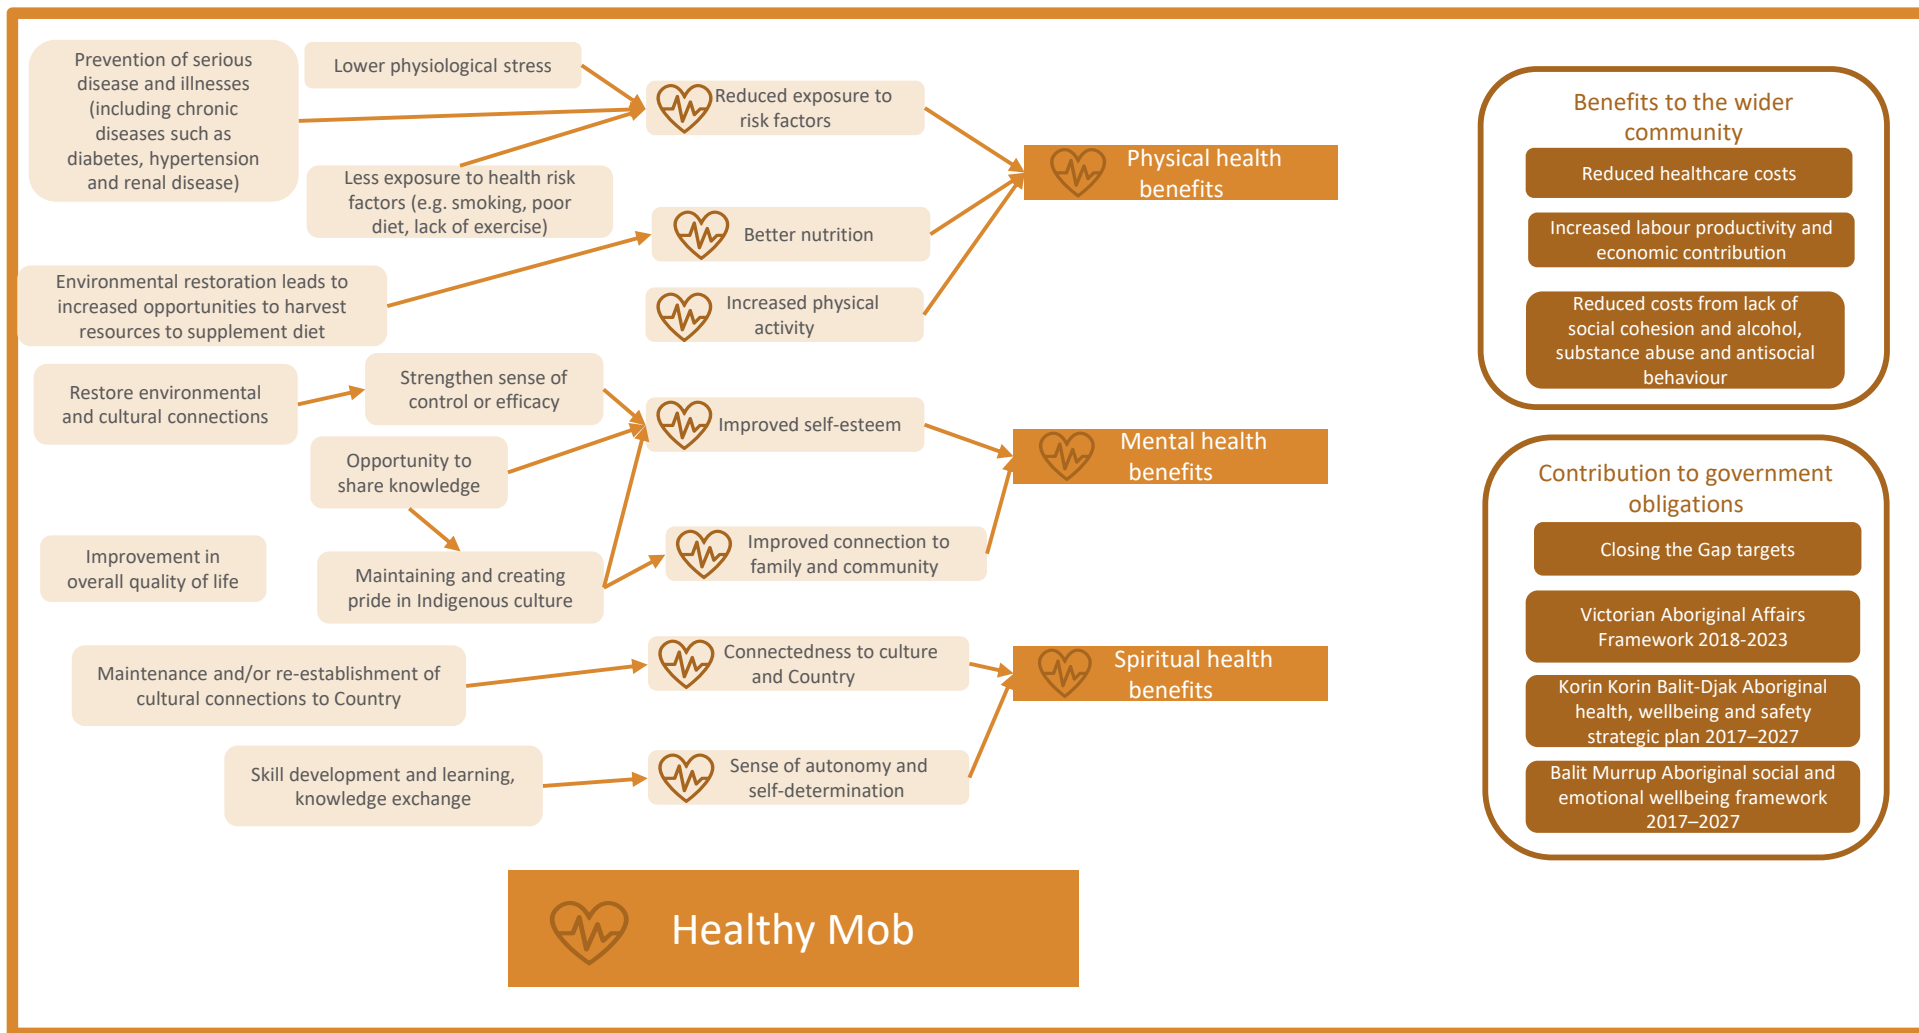 Prevention of serious
disease and illnesses
(including chronic
diseases such as
diabetes, hypertension
and renal disease)
Lower physiological stress
Less exposure to health risk
factors (e.g. smoking, poor
diet, lack of exercise)
Environmental restoration leads to
increased opportunities to harvest
resources to supplement diet
Reduced exposure to
risk factors
Better nutrition
Increased physical
activity
Physical health
benefits
Restore environmental
and cultural connections
Strengthen sense of
control or efficacy
Opportunity to
share knowledge
Improvement in
overall quality of life
Maintaining and creating
pride in Indigenous culture
Improved self-esteem
Improved connection to
family and community
Mental health
benefits
Maintenance and/or re-establishment of
cultural connections to Country
Skill development and learning,
knowledge exchange
Connectedness to culture
and Country
Sense of autonomy and
self-determination
Spiritual health
benefits
Healthy Mob
Benefits to the wider
community
Reduced healthcare costs
Increased labour productivity and
economic contribution
Reduced costs from lack of
social cohesion and alcohol,
substance abuse and antisocial
behaviour
Contribution to government
obligations
Closing the Gap targets
Victorian Aboriginal Affairs
Framework 2018-2023
Korin Korin Balit-Djak Aboriginal
health, wellbeing and safety
strategic plan 2017–2027
Balit Murrup Aboriginal social and
emotional wellbeing framework
2017–2027